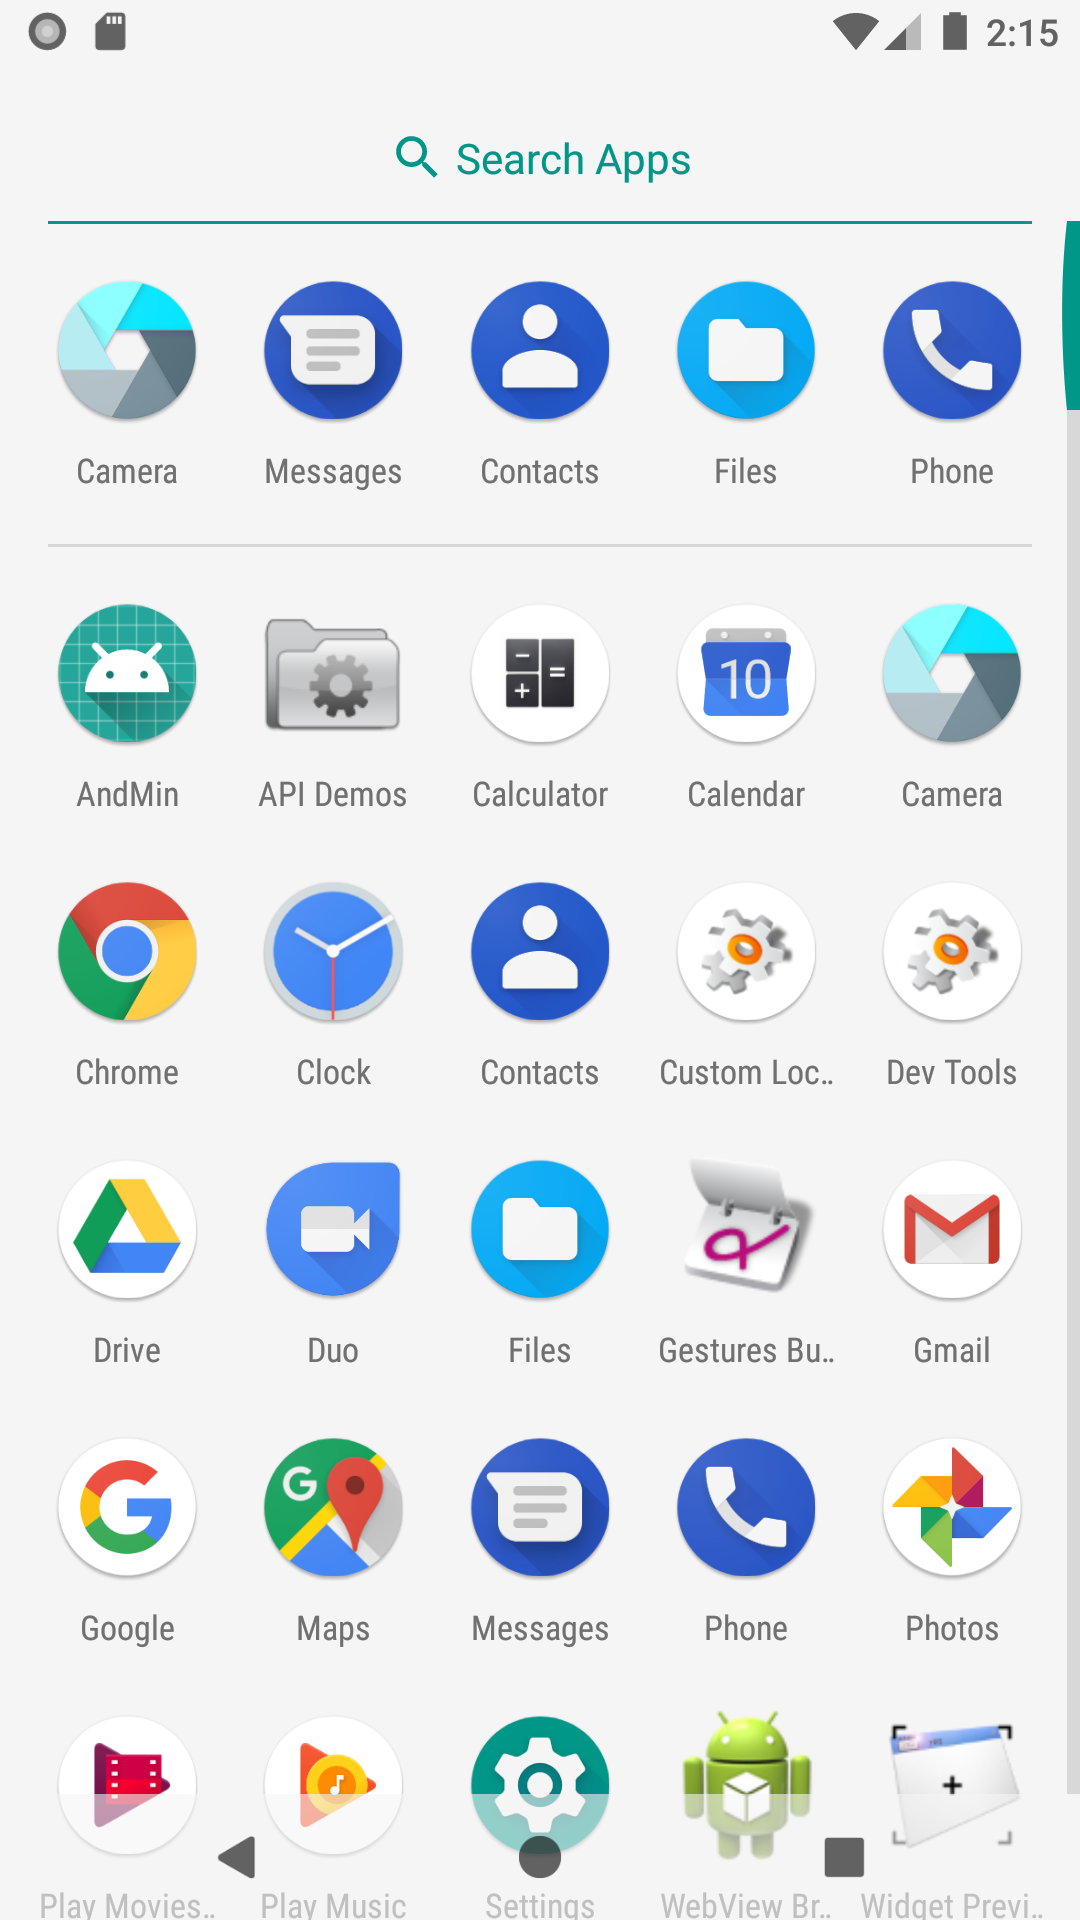 2:15
Search Apps
Camera Messages Contacts Files Phone
10
AndMin API Demos Calculator Calendar Camera
Chrome Clock Contacts Custom Loc.. Dev Tools
Drive Duo Files Gestures Bu.. Gmail
G
Google Maps Messages Phone Photos
Play Movies.. Play Music Settings WebView Br.. Widget Previ..